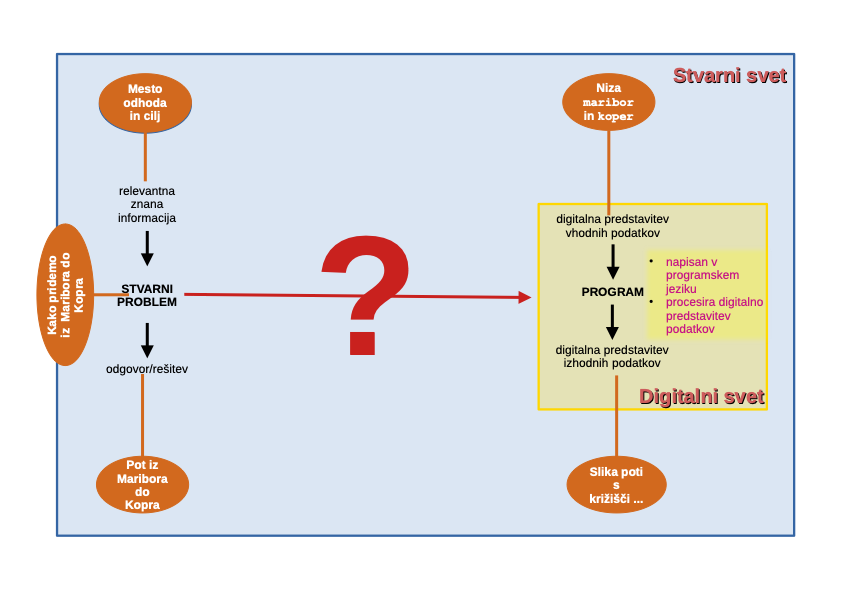 Stvarni svet
Mesto
odhoda
in cilj
relevantna
znana
informacija
Kako pridemo
iz Maribora do
Kopra
STVARNI
PROBLEM
odgovor/rešitev
Pot iz
Maribora
do
Kopra
?
Niza
maribor
in koper
digitalna predstavitev
vhodnih podatkov
PROGRAM
• napisan v
programskem
jeziku
• procesira digitalno
predstavitev
podatkov
digitalna predstavitev
izhodnih podatkov
Digitalni svet
Slika poti
s
križišči ...